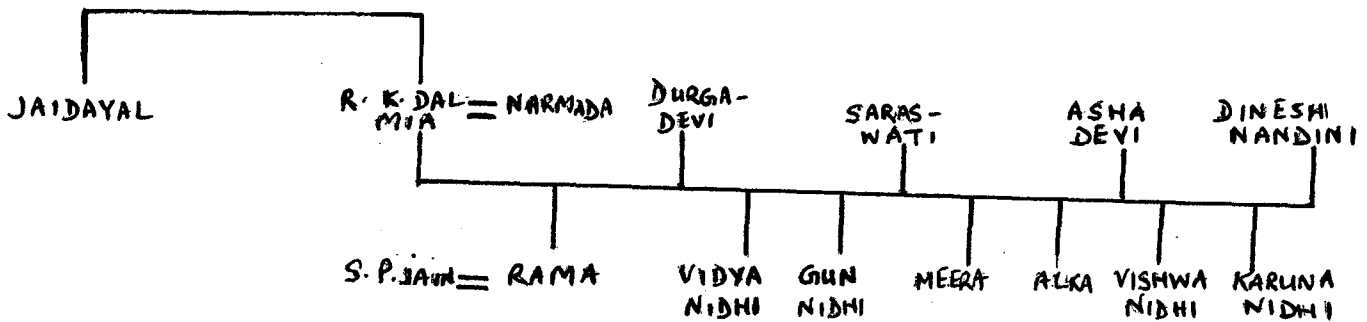 JAIDAYAL R. K. DAL = NARMADA DURGA- SARAS- ASHA DINESHI
MIA DEVI WATI DEVI NANDINI
S. P. JAIN = RAMA VIDYA GUN MEERA ALKA VISHWA KARUNA
NIDHI NIDHI NIDHI NIDHI